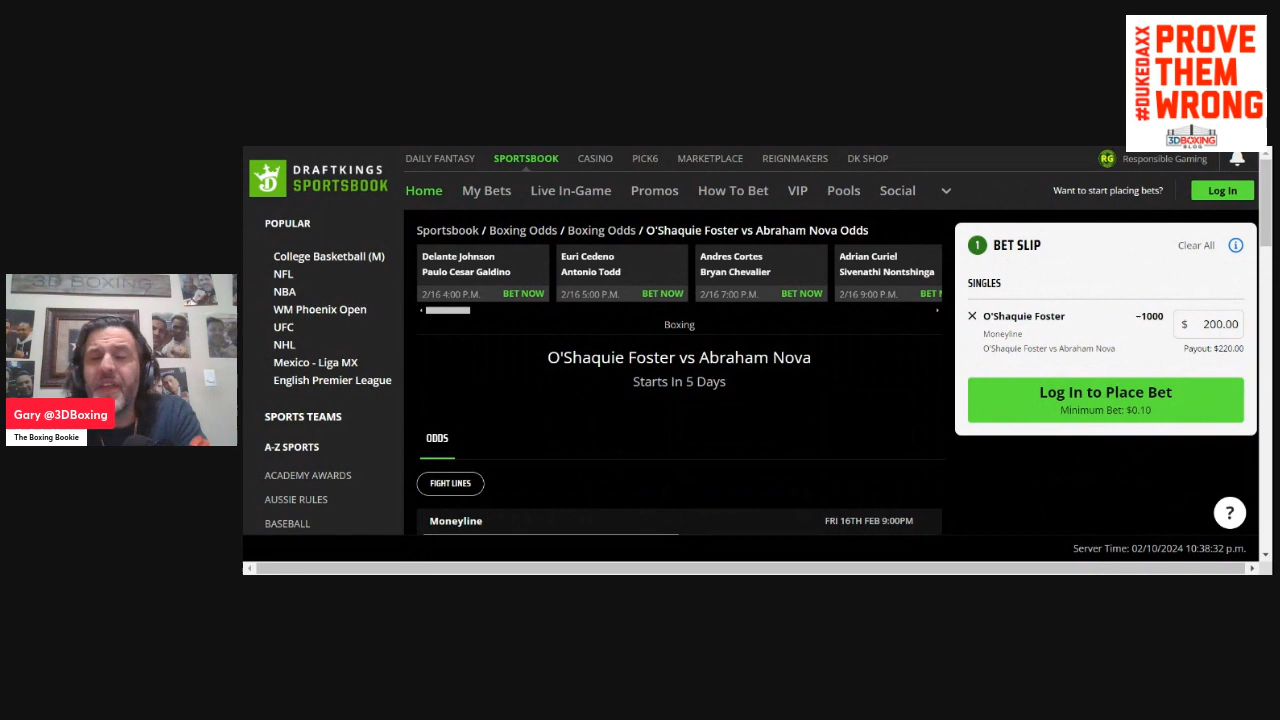 #DUKEDAXX
PROVE
THEM
WRONG
3DBOXING
BLOG
DRAFTKINGS
SPORTSBOOK
DAILY FANTASY SPORTSBOOK CASINO PICK6 MARKETPLACE REIGNMAKERS DK SHOP
RG Responsible Gaming
Home My Bets Live In-Game Promos How To Bet VIP Pools Social
Want to start placing bets? Log In
POPULAR
College Basketball (M)
NFL
NBA
WM Phoenix Open
UFC
NHL
Mexico - Liga MX
English Premier League
SPORTS TEAMS
A-Z SPORTS
ACADEMY AWARDS
AUSSIE RULES
BASEBALL
Sportsbook / Boxing Odds / Boxing Odds / O'Shaquie Foster vs Abraham Nova Odds
Delante Johnson
Paulo Cesar Galdino
2/16 4:00 P.M. BET NOW
Euri Cedeno
Antonio Todd
2/16 5:00 P.M. BET NOW
Andres Cortes
Bryan Chevalier
2/16 7:00 P.M. BET NOW
Adrian Curiel
Sivenathi Nontshinga
2/16 9:00 P.M. BET N
Boxing
O'Shaquie Foster vs Abraham Nova
Starts In 5 Days
ODDS
FIGHT LINES
Moneyline FRI 16TH FEB 9:00PM
1 BET SLIP Clear All i
SINGLES
O'Shaquie Foster −1000 $ 200.00
Moneyline
O'Shaquie Foster vs Abraham Nova Payout: $220.00
Log In to Place Bet
Minimum Bet: $0.10
?
Server Time: 02/10/2024 10:38:32 p.m.
3D BOXING
Gary @3DBoxing
The Boxing Bookie